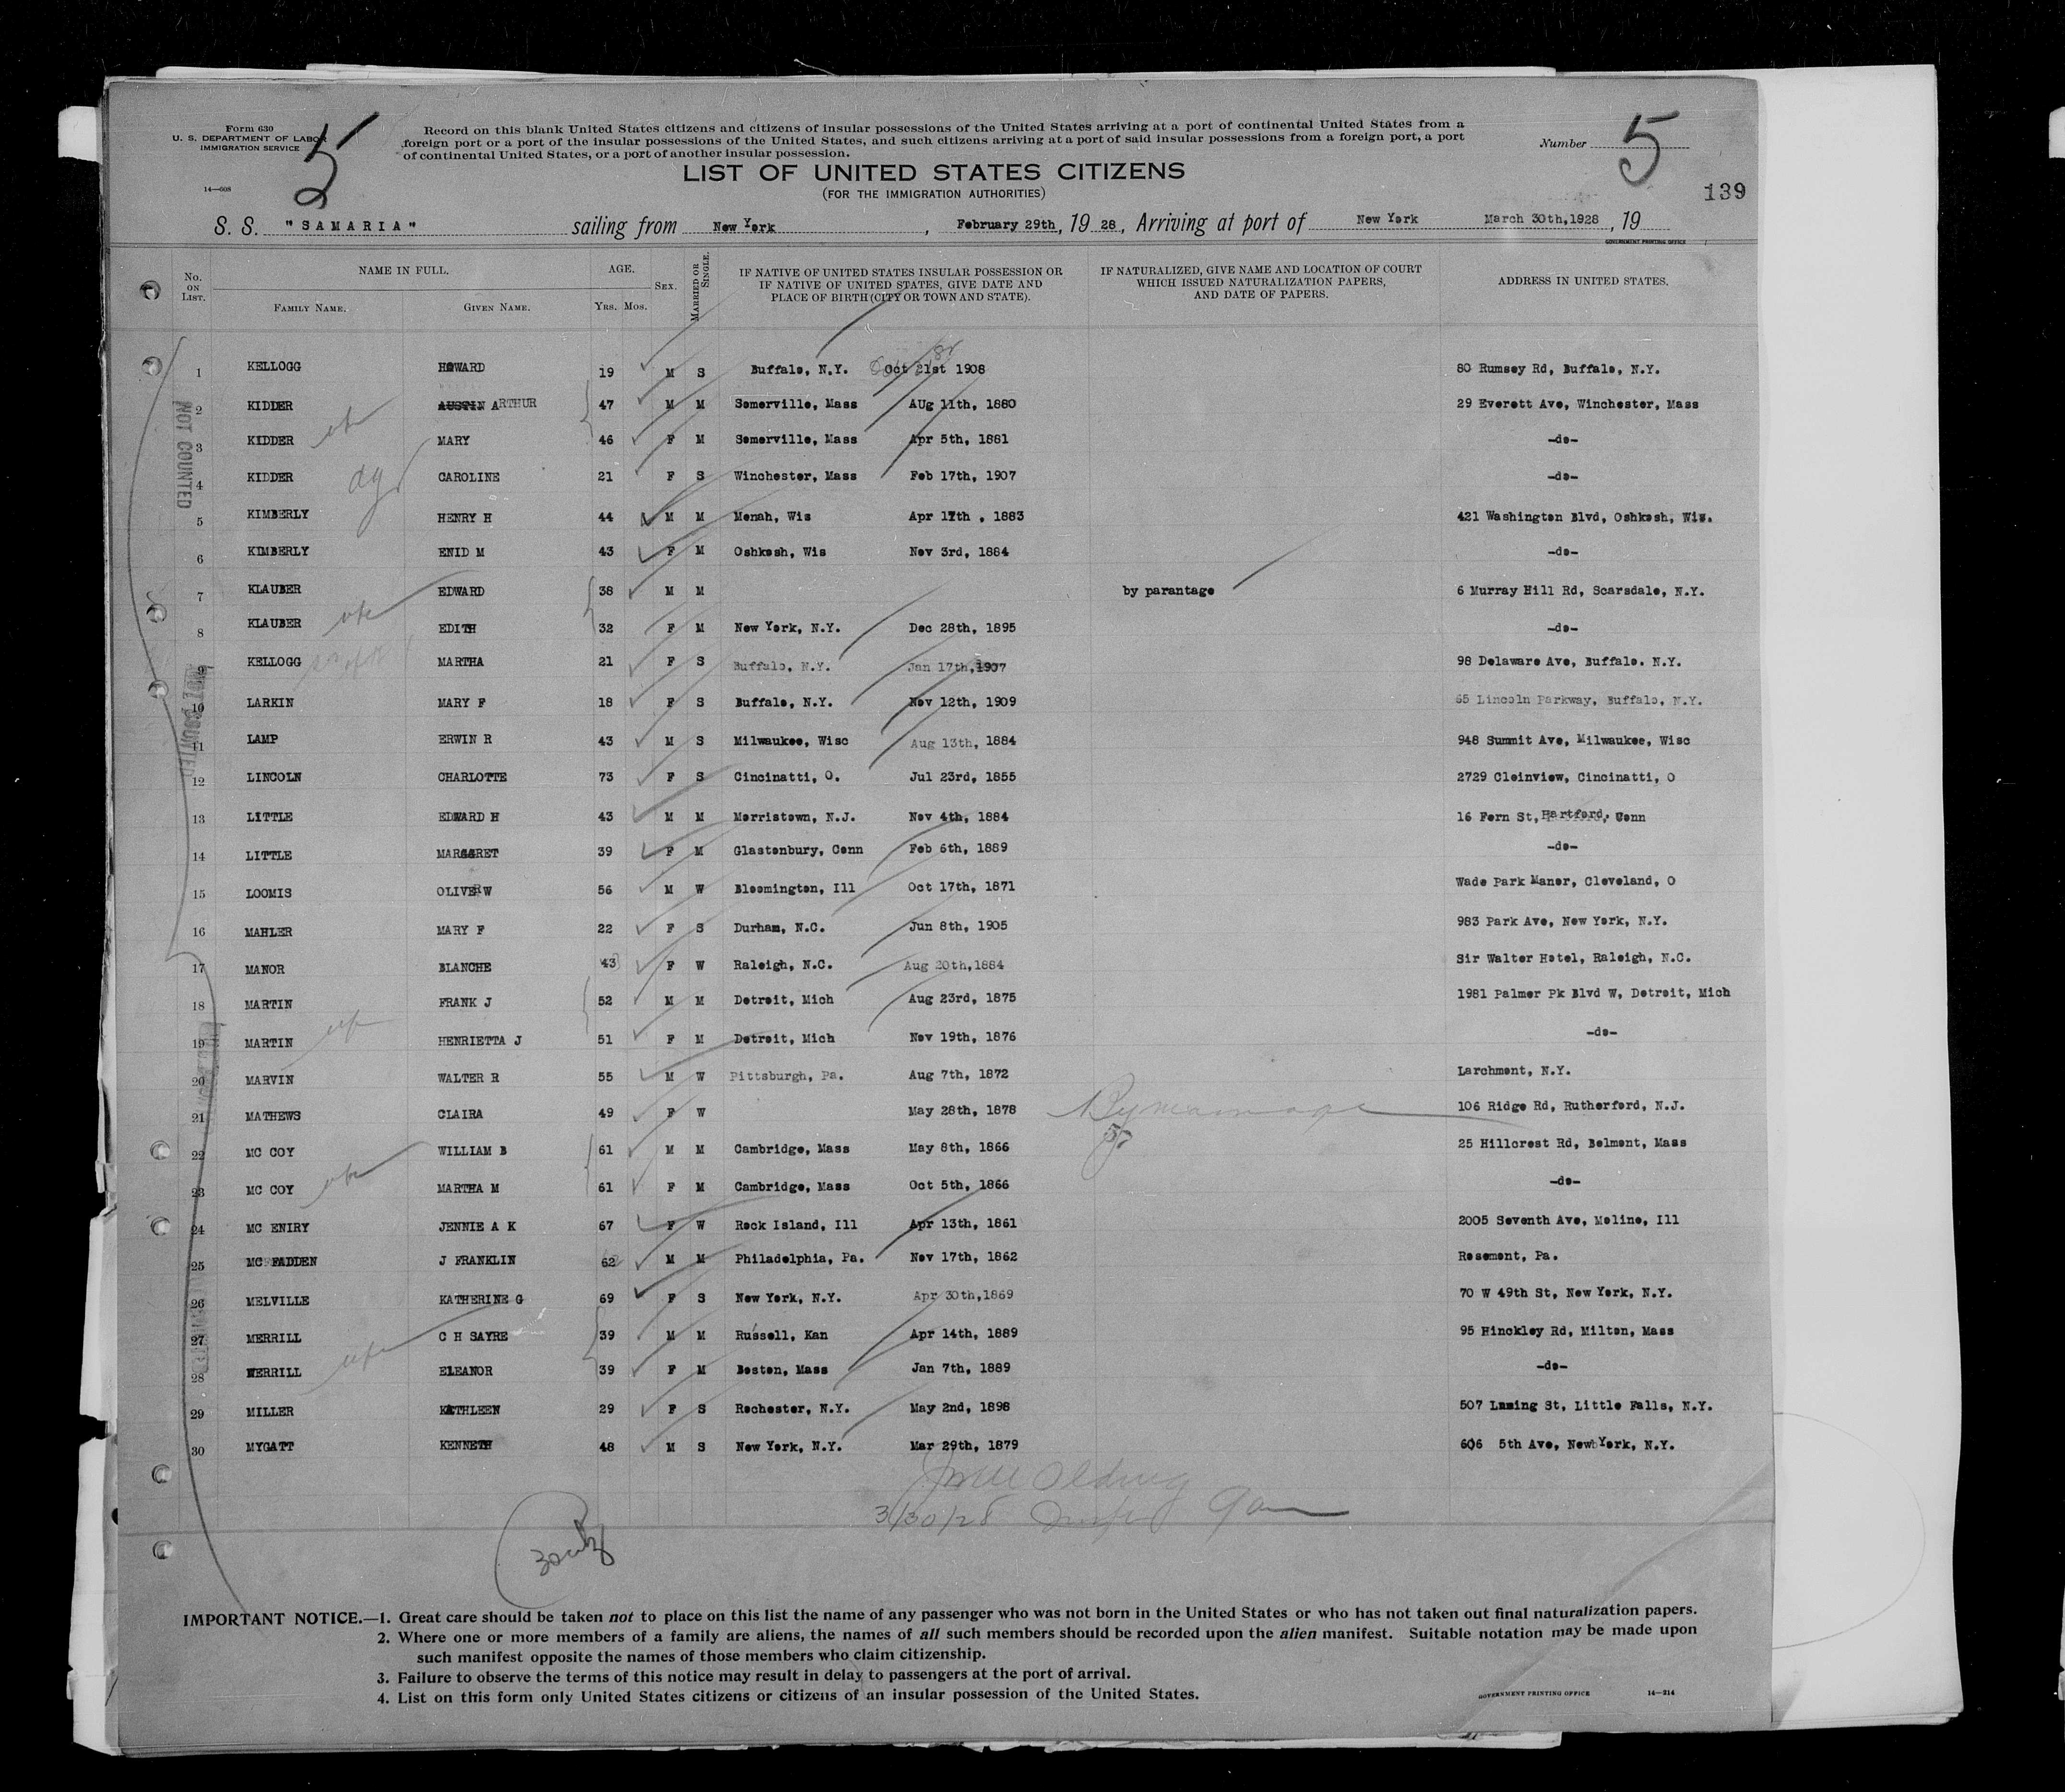 Form 630
U. S. DEPARTMENT OF LABOR
IMMIGRATION SERVICE
14—608
5
Record on this blank United States citizens and citizens of insular possessions of the United States arriving at a port of continental United States from a
foreign port or a port of the insular possessions of the United States, and such citizens arriving at a port of said insular possessions from a foreign port, a port
of continental United States, or a port of another insular possession.
Number 5
139
LIST OF UNITED STATES CITIZENS
(FOR THE IMMIGRATION AUTHORITIES)
S. S. "SAMARIA" sailing from New York, February 29th, 1928, Arriving at port of New York March 30th,1928, 19
GOVERNMENT PRINTING OFFICE
No. ON LIST. NAME IN FULL. FAMILY NAME. GIVEN NAME. AGE. YRS. MOS. SEX. MARRIED OR SINGLE. IF NATIVE OF UNITED STATES INSULAR POSSESSION OR IF NATIVE OF UNITED STATES, GIVE DATE AND PLACE OF BIRTH (CITY OR TOWN AND STATE). IF NATURALIZED, GIVE NAME AND LOCATION OF COURT WHICH ISSUED NATURALIZATION PAPERS, AND DATE OF PAPERS. ADDRESS IN UNITED STATES.
1 KELLOGG HOWARD 19 M S Buffalo, N.Y. Oct 21st 1908 80 Rumsey Rd, Buffalo, N.Y.
2 KIDDER AUSTIN ARTHUR 47 M M Somerville, Mass AUg 11th, 1880 29 Everett Ave, Winchester, Mass
3 KIDDER MARY 46 F M Somerville, Mass Apr 5th, 1881 -do-
4 KIDDER CAROLINE 21 F S Winchester, Mass Feb 17th, 1907 -do-
5 KIMBERLY HENRY H 44 M M Menah, Wis Apr 17th , 1883 421 Washington Blvd, Oshkosh, Wis.
6 KIMBERLY ENID M 43 F M Oshkosh, Wis Nov 3rd, 1884 -do-
7 KLAUBER EDWARD 38 M M by parantage 6 Murray Hill Rd, Scarsdale, N.Y.
8 KLAUBER EDITH 32 F M New York, N.Y. Dec 28th, 1895 -do-
9 KELLOGG MARTHA 21 F S Buffalo, N.Y. Jan 17th,1907 98 Delaware Ave, Buffalo. N.Y.
10 LARKIN MARY F 18 F S Buffalo, N.Y. Nov 12th, 1909 65 Lincoln Parkway, Buffalo, N.Y.
11 LAMP ERWIN R 43 M S Milwaukee, Wisc Aug 13th, 1884 948 Summit Ave, Milwaukee, Wisc
12 LINCOLN CHARLOTTE 73 F S Cincinatti, O. Jul 23rd, 1855 2729 Cleinview, Cincinatti, O
13 LITTLE EDWARD H 43 M M Morristown, N.J. Nov 4th, 1884 16 Fern St, Hartford, Conn
14 LITTLE MARGARET 39 F M Glastonbury, Conn Feb 6th, 1889 -do-
15 LOOMIS OLIVER W 56 M W Bloomington, Ill Oct 17th, 1871 Wade Park Manor, Cleveland, O
16 MAHLER MARY F 22 F S Durham, N.C. Jun 8th, 1905 983 Park Ave, New York, N.Y.
17 MANOR BLANCHE 43 F W Raleigh, N.C. Aug 20th,1884 Sir Walter Hotel, Raleigh, N.C.
18 MARTIN FRANK J 52 M M Detroit, Mich Aug 23rd, 1875 1981 Palmer Pk Blvd W, Detroit, Mich
19 MARTIN HENRIETTA J 51 F M Detroit, Mich Nov 19th, 1876 -do-
20 MARVIN WALTER R 55 M W Pittsburgh, Pa. Aug 7th, 1872 Larchmont, N.Y.
21 MATHEWS CLAIRA 49 F W May 28th, 1878 By marriage 106 Ridge Rd, Rutherford, N.J.
22 MC COY WILLIAM B 61 M M Cambridge, Mass May 8th, 1866 25 Hillcrest Rd, Belmont, Mass
23 MC COY MARTHA M 61 F M Cambridge, Mass Oct 5th, 1866 -do-
24 MC ENIRY JENNIE A K 67 F W Rock Island, Ill Apr 13th, 1861 2005 Seventh Ave, Moline, Ill
25 MC FADDEN J FRANKLIN 62 M M Philadelphia, Pa. Nov 17th, 1862 Rosemont, Pa.
26 MELVILLE KATHERINE G 69 F S New York, N.Y. Apr 30th,1869 70 W 49th St, New York, N.Y.
27 MERRILL C H SAYRE 39 M M Russell, Kan Apr 14th, 1889 95 Hinckley Rd, Milton, Mass
28 MERRILL ELEANOR 39 F M Boston, Mass Jan 7th, 1889 -do-
29 MILLER KATHLEEN 29 F S Rochester, N.Y. May 2nd, 1898 507 Lansing St, Little Falls, N.Y.
30 MYGATT KENNETH 48 M S New York, N.Y. Mar 29th, 1879 606 5th Ave, New York, N.Y.
NOT COUNTED
NOT COUNTED
3/30/28
IMPORTANT NOTICE.—1. Great care should be taken not to place on this list the name of any passenger who was not born in the United States or who has not taken out final naturalization papers.
2. Where one or more members of a family are aliens, the names of all such members should be recorded upon the alien manifest. Suitable notation may be made upon
such manifest opposite the names of those members who claim citizenship.
3. Failure to observe the terms of this notice may result in delay to passengers at the port of arrival.
4. List on this form only United States citizens or citizens of an insular possession of the United States.
GOVERNMENT PRINTING OFFICE 14—214